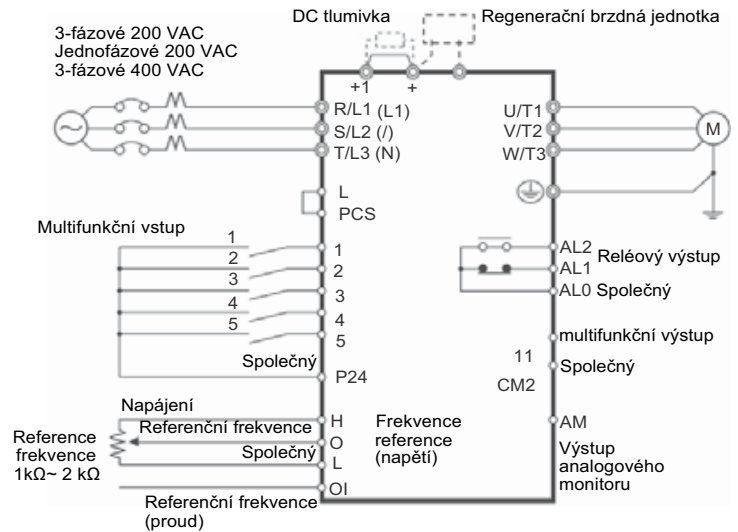 DC tlumivka
Regenerační brzdná jednotka
3-fázové 200 VAC
Jednofázové 200 VAC
3-fázové 400 VAC
+1
+
R/L1 (L1)
S/L2 (/)
T/L3 (N)
U/T1
V/T2
W/T3
M
L
PCS
Multifunkční vstup
1
2
3
4
5
1
2
3
4
5
Společný
P24
AL2
AL1
AL0
Reléový výstup
Společný
multifunkční výstup
11
Společný
CM2
Napájení
H
Referenční frekvence
O
Společný
L
OI
Reference
frekvence
1kΩ~ 2 kΩ
Referenční frekvence
(proud)
Frekvence
reference
(napětí)
AM
Výstup
analogového
monitoru